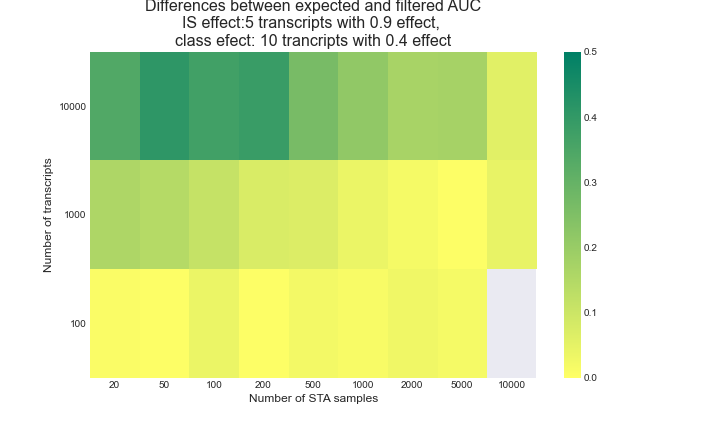 Differences between expected and filtered AUC
IS effect:5 transcripts with 0.9 effect,
class efect: 10 trancripts with 0.4 effect
Number of transcripts
10000
1000
100
20 50 100 200 500 1000 2000 5000 10000
Number of STA samples
0.5
0.4
0.3
0.2
0.1
0.0